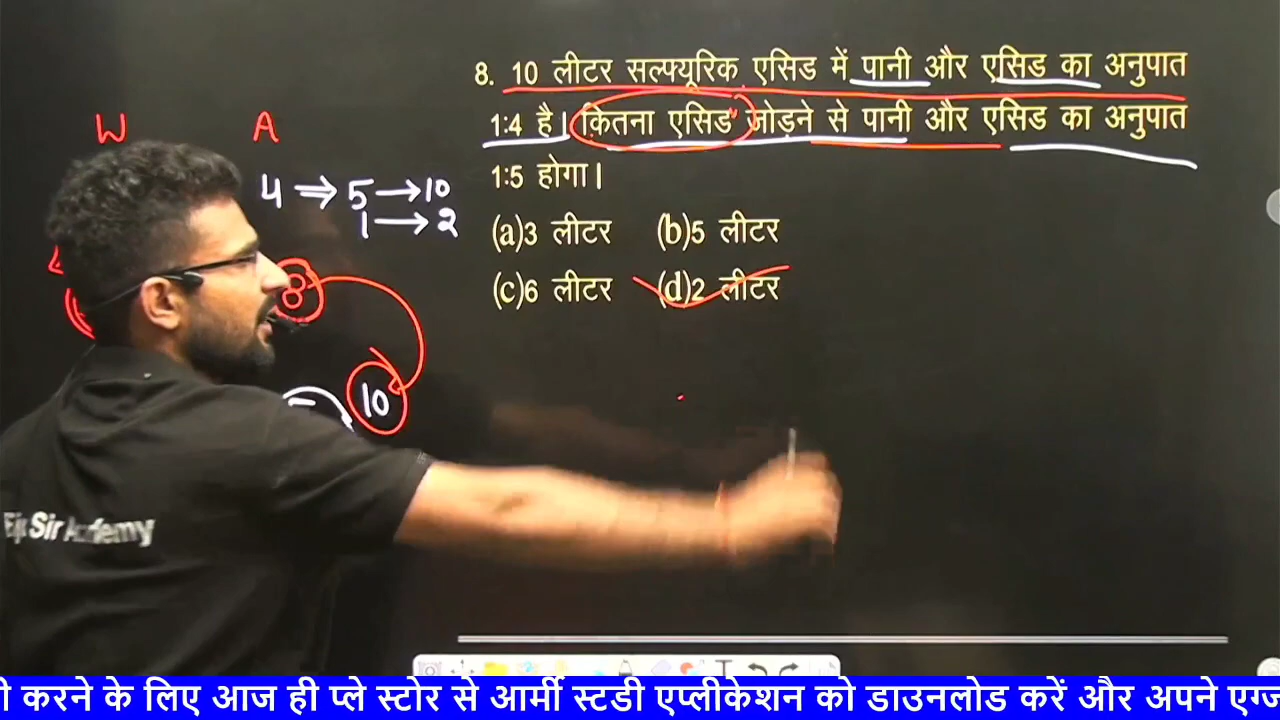 8. 10 लीटर सल्फ्यूरिक एसिड में पानी और एसिड का अनुपात
1:4 है। कितना एसिड जोड़ने से पानी और एसिड का अनुपात
1:5 होगा।
(a)3 लीटर (b)5 लीटर
(c)6 लीटर (d)2 लीटर
W A
4 ⇒ 5 → 10
1 → 2
8
10
Sir Academy
करने के लिए आज ही प्ले स्टोर से आर्मी स्टडी एप्लीकेशन को डाउनलोड करें और अपने